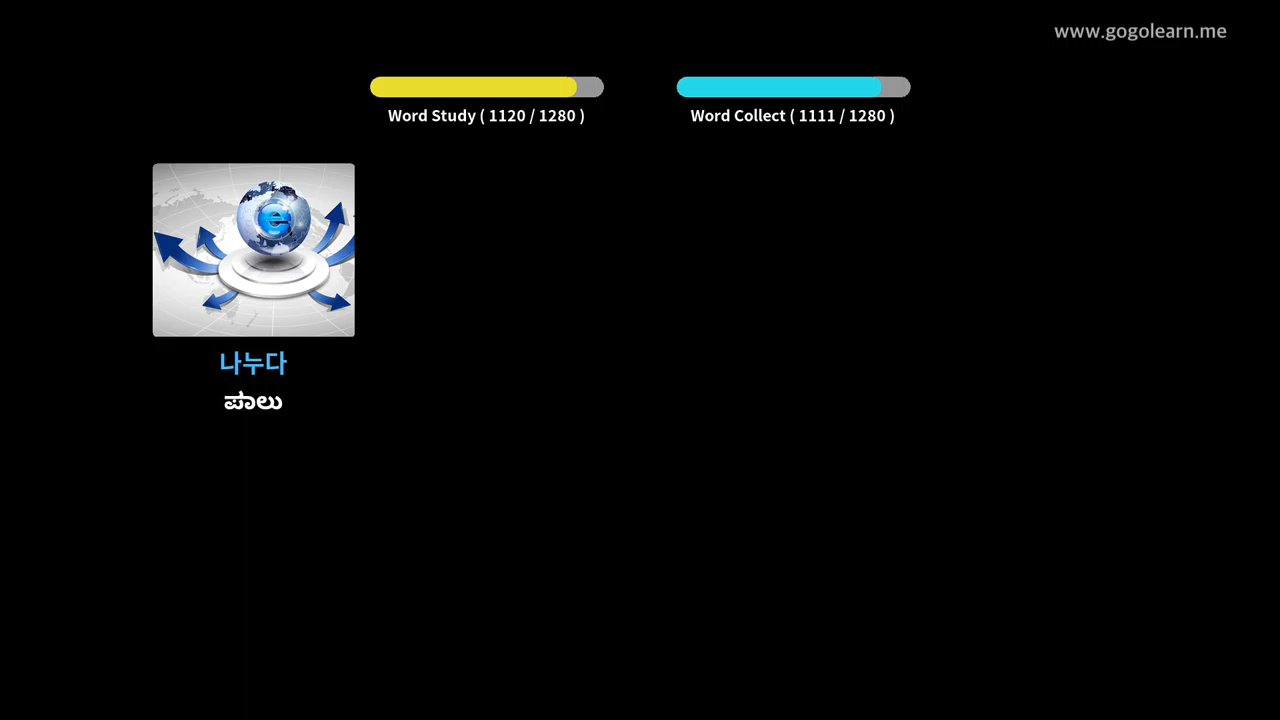 www.gogolearn.me
Word Study ( 1120 / 1280 )
Word Collect ( 1111 / 1280 )
e
나누다
ಪಾಲು